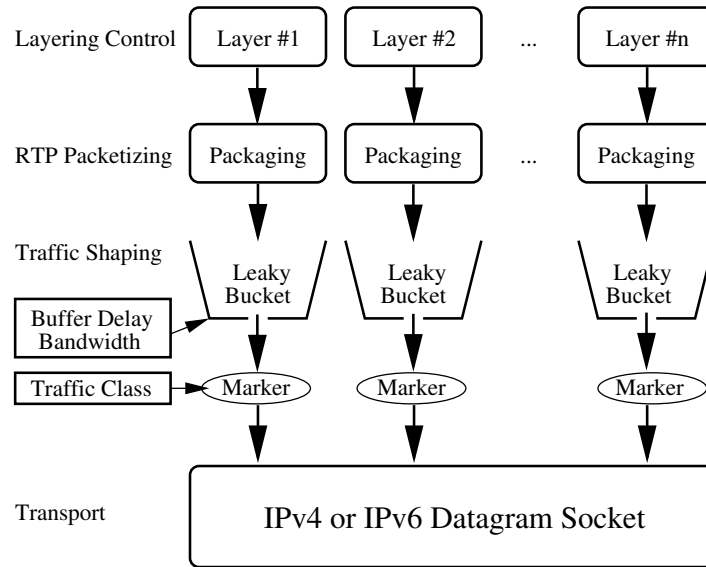 Layering Control
Layer #1
Layer #2
...
Layer #n
RTP Packetizing
Packaging
Packaging
...
Packaging
Traffic Shaping
Leaky
Bucket
Leaky
Bucket
Leaky
Bucket
Buffer Delay
Bandwidth
Traffic Class
Marker
Marker
Marker
Transport
IPv4 or IPv6 Datagram Socket